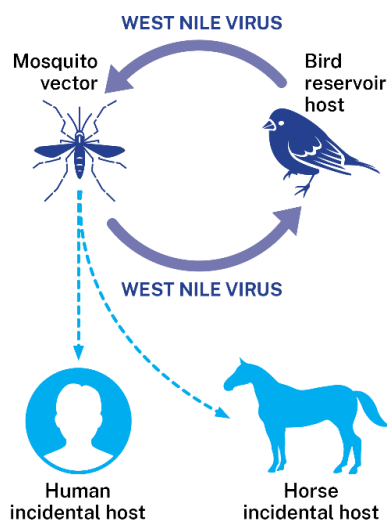 WEST NILE VIRUS
Mosquito
vector
Bird
reservoir
host
WEST NILE VIRUS
Human
incidental host
Horse
incidental host